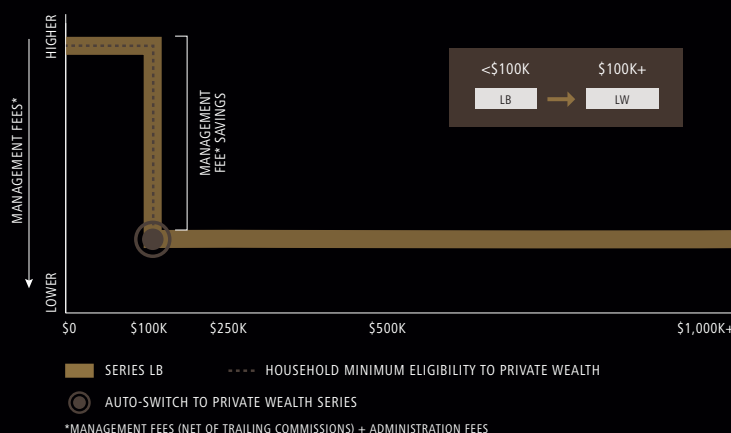 HIGHER
MANAGEMENT FEES*
LOWER
MANAGEMENT
FEE* SAVINGS
<$100K $100K+
LB LW
$0 $100K $250K $500K $1,000K+
SERIES LB HOUSEHOLD MINIMUM ELIGIBILITY TO PRIVATE WEALTH
AUTO-SWITCH TO PRIVATE WEALTH SERIES
*MANAGEMENT FEES (NET OF TRAILING COMMISSIONS) + ADMINISTRATION FEES